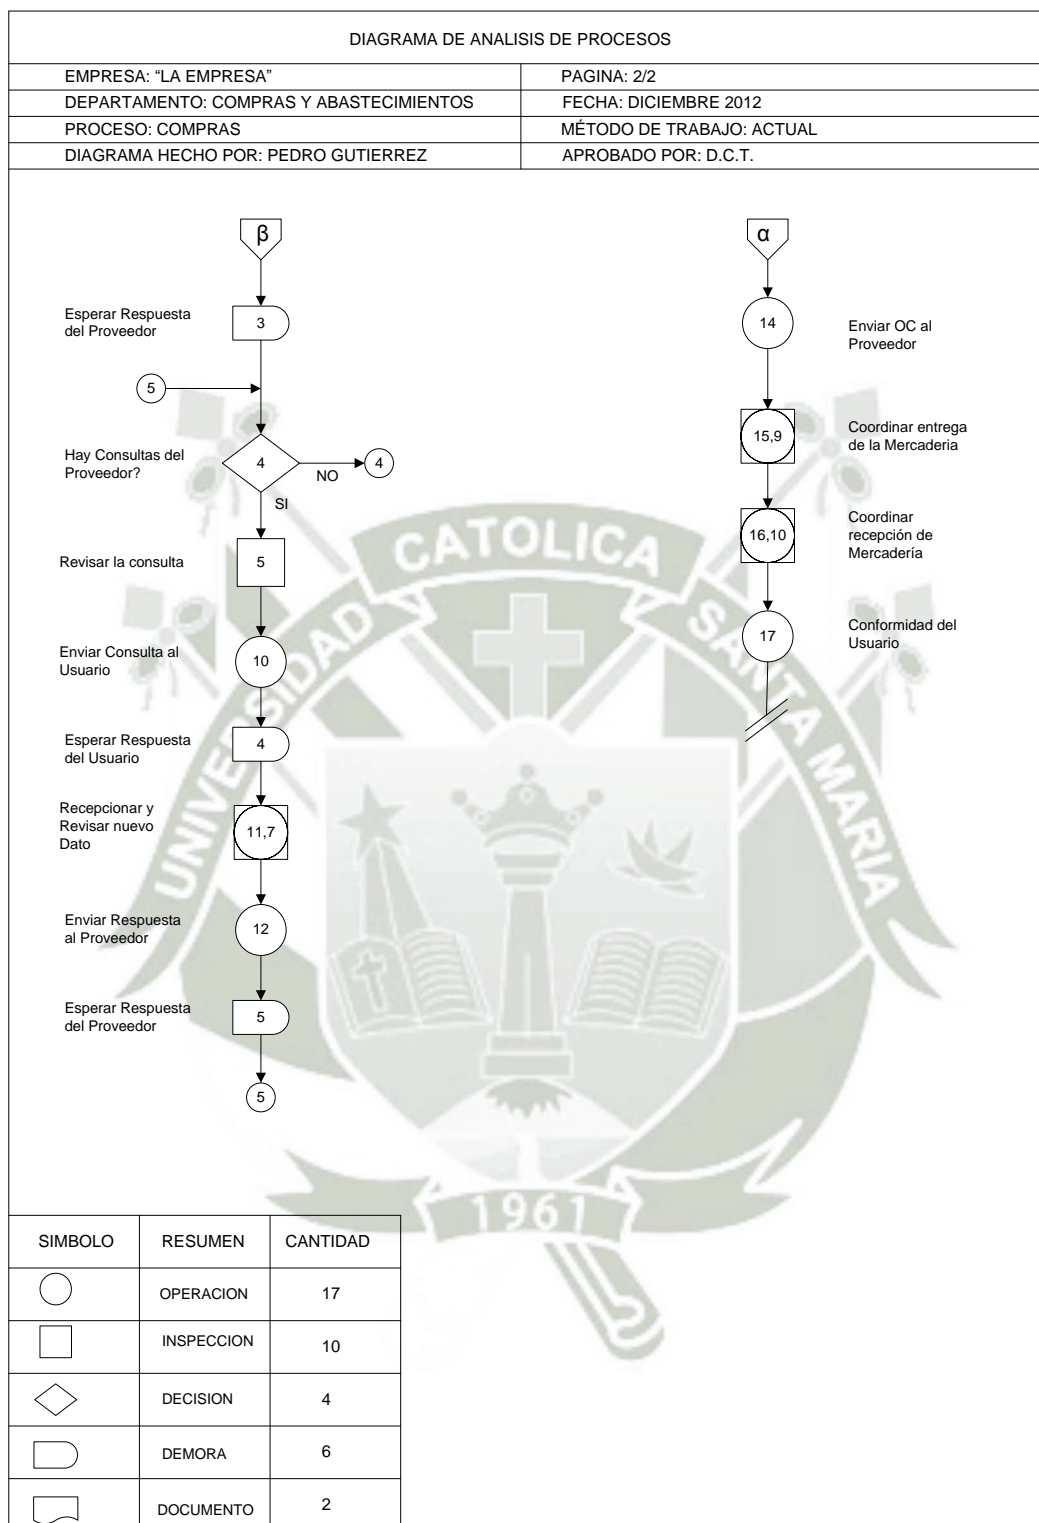 DIAGRAMA DE ANALISIS DE PROCESOS
EMPRESA: “LA EMPRESA”
PAGINA: 2/2
DEPARTAMENTO: COMPRAS Y ABASTECIMIENTOS
FECHA: DICIEMBRE 2012
PROCESO: COMPRAS
MÉTODO DE TRABAJO: ACTUAL
DIAGRAMA HECHO POR: PEDRO GUTIERREZ
APROBADO POR: D.C.T.
β
Esperar Respuesta
del Proveedor
3
5
Hay Consultas del
Proveedor?
4
NO
4
SI
Revisar la consulta
5
Enviar Consulta al
Usuario
10
Esperar Respuesta
del Usuario
4
Recepcionar y
Revisar nuevo
Dato
11,7
Enviar Respuesta
al Proveedor
12
Esperar Respuesta
del Proveedor
5
5
α
14
Enviar OC al
Proveedor
15,9
Coordinar entrega
de la Mercaderia
16,10
Coordinar
recepción de
Mercadería
17
Conformidad del
Usuario
UNIVERSIDAD CATOLICA SANTA MARIA
1961
SIMBOLO RESUMEN CANTIDAD
OPERACION 17
INSPECCION 10
DECISION 4
DEMORA 6
DOCUMENTO 2